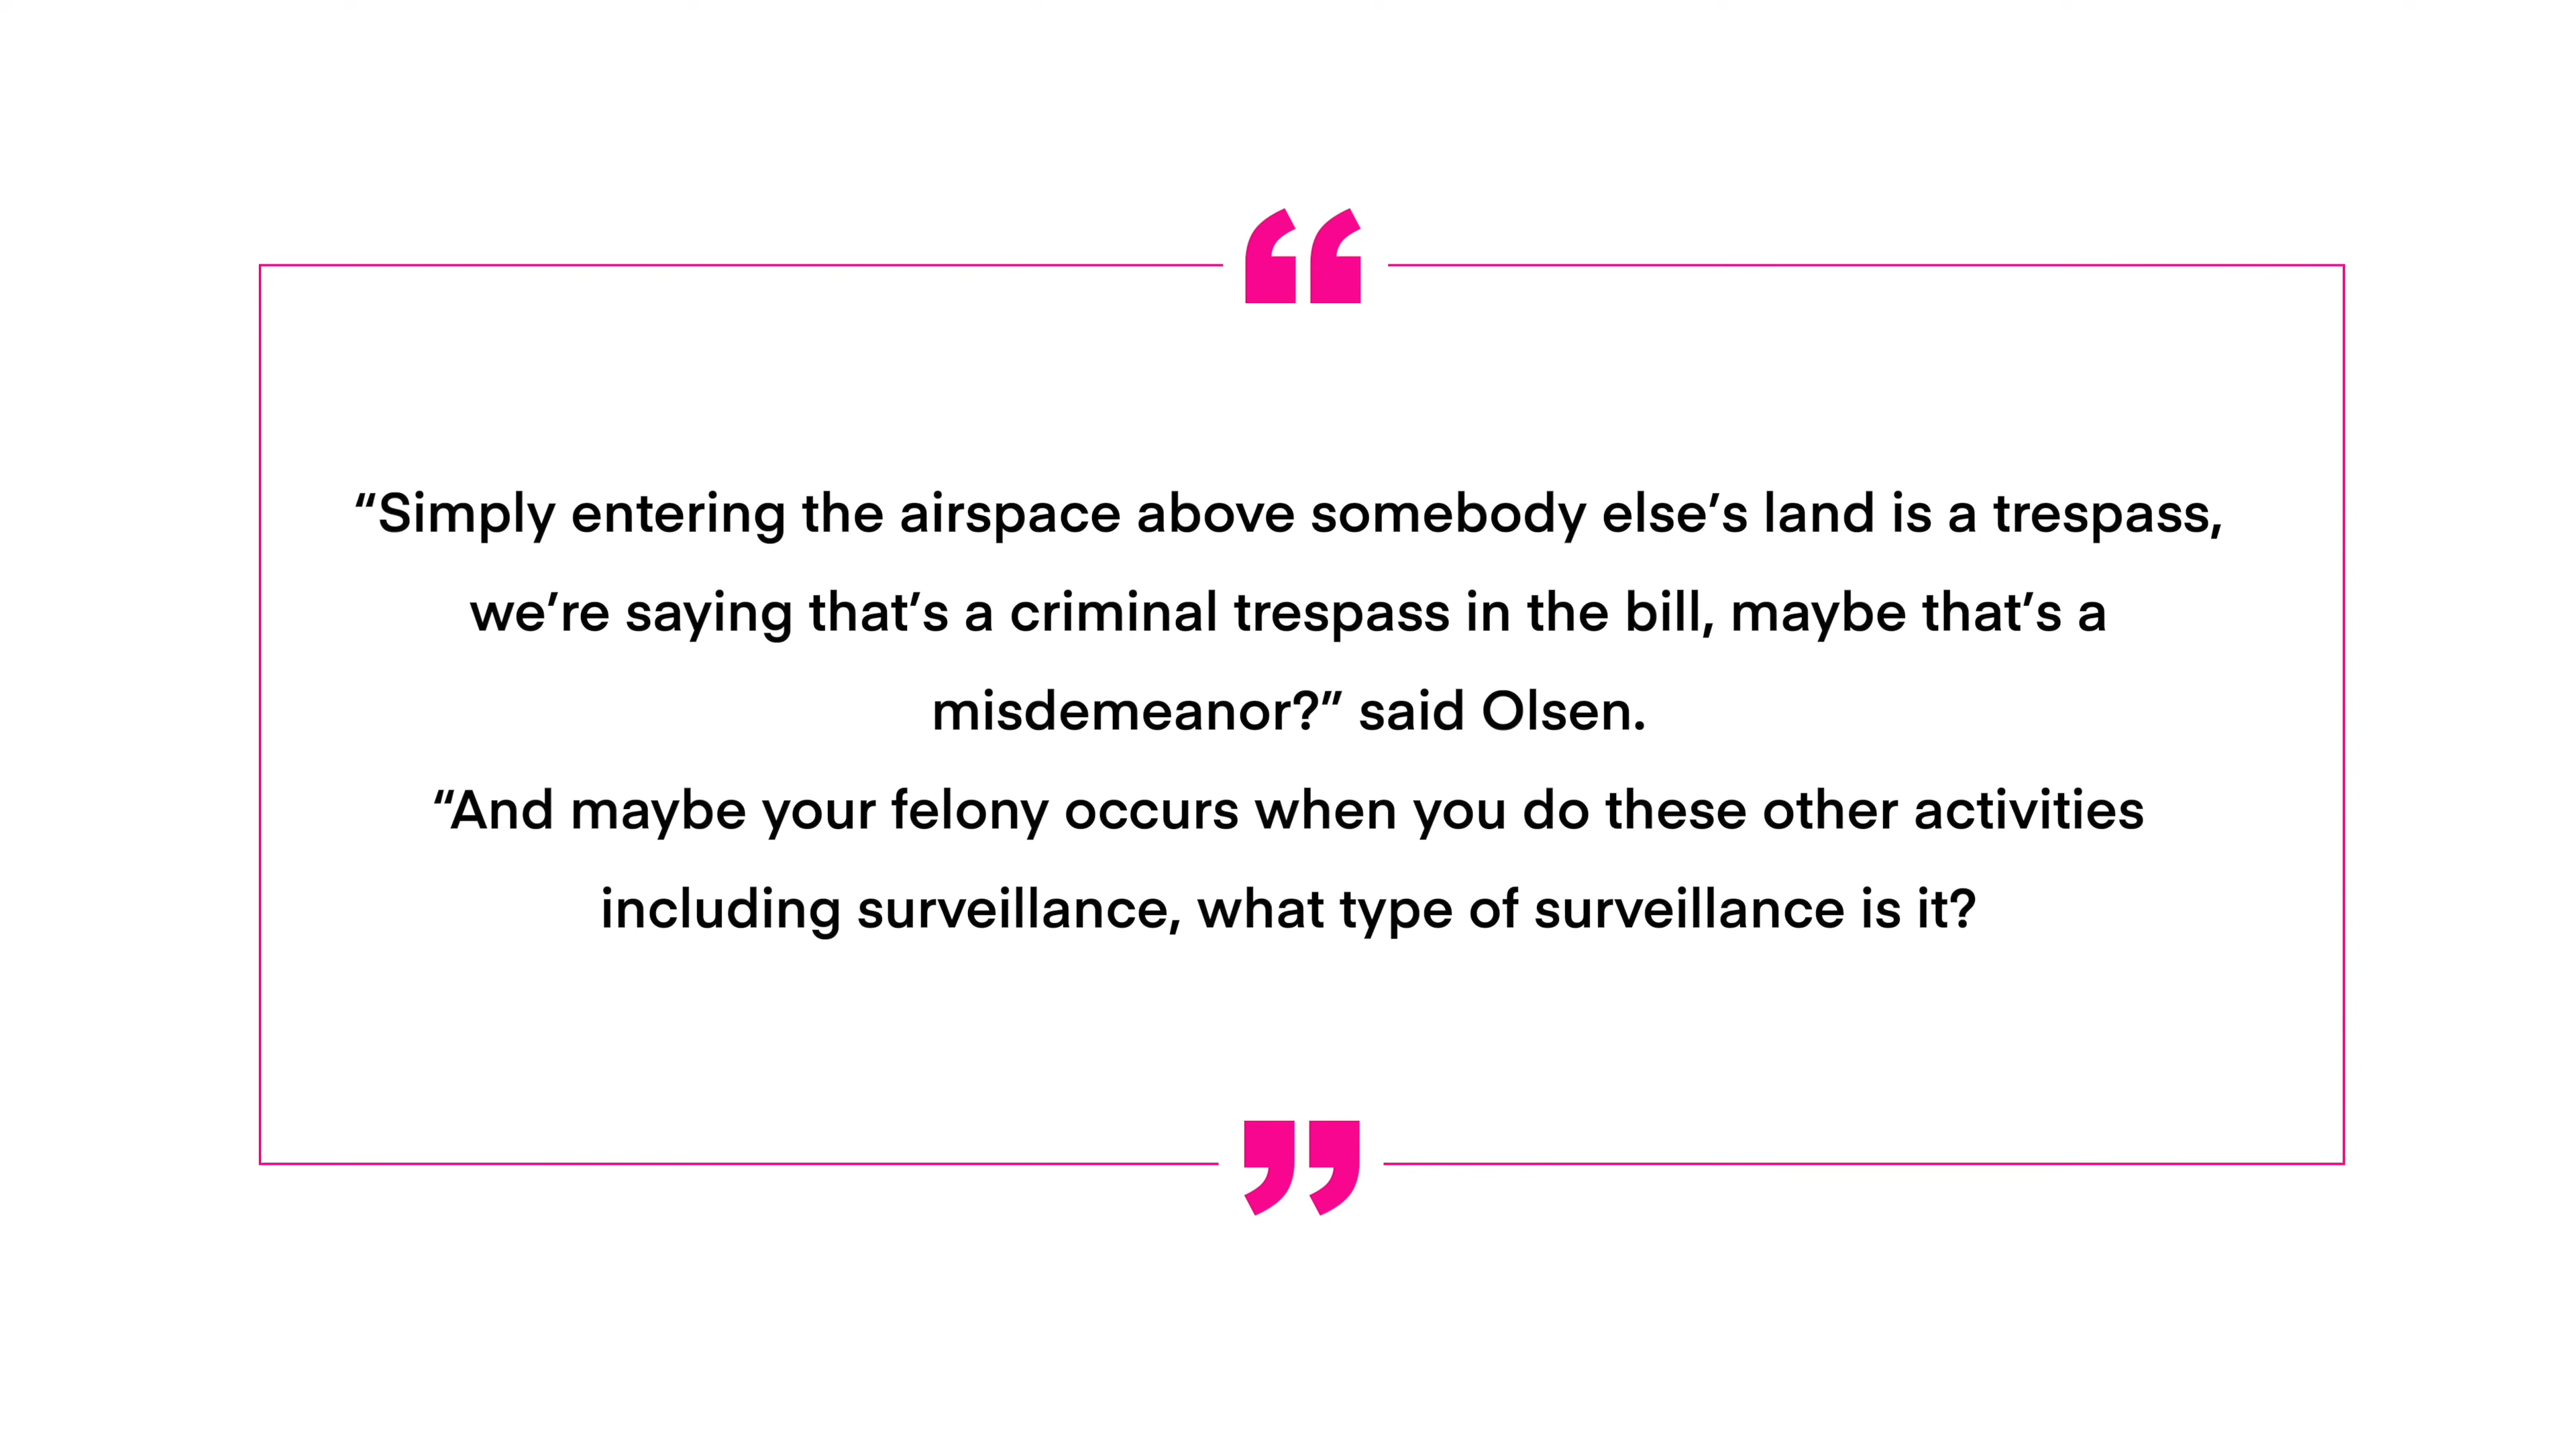 “Simply entering the airspace above somebody else’s land is a trespass,
we’re saying that’s a criminal trespass in the bill, maybe that’s a
misdemeanor?” said Olsen.
“And maybe your felony occurs when you do these other activities
including surveillance, what type of surveillance is it?